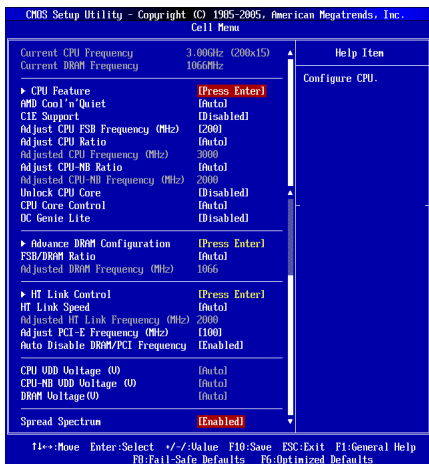 CMOS Setup Utility - Copyright (C) 1985-2005, American Megatrends, Inc.
Cell Menu
Current CPU Frequency 3.00GHz (200x15)
Current DRAM Frequency 1066MHz
Help Item
Configure CPU.
▶ CPU Feature [Press Enter]
AMD Cool'n'Quiet [Auto]
C1E Support [Disabled]
Adjust CPU FSB Frequency (MHz) [200]
Adjust CPU Ratio [Auto]
Adjusted CPU Frequency (MHz) 3000
Adjust CPU-NB Ratio [Auto]
Adjusted CPU-NB Frequency (MHz) 2000
Unlock CPU Core [Disabled]
CPU Core Control [Auto]
OC Genie Lite [Disabled]
▶ Advance DRAM Configuration [Press Enter]
FSB/DRAM Ratio [Auto]
Adjusted DRAM Frequency (MHz) 1066
▶ HT Link Control [Press Enter]
HT Link Speed [Auto]
Adjusted HT Link Frequency (MHz) 2000
Adjust PCI-E Frequency (MHz) [100]
Auto Disable DRAM/PCI Frequency [Enabled]
CPU VDD Voltage (V) [Auto]
CPU-NB VDD Voltage (V) [Auto]
DRAM Voltage(V) [Auto]
Spread Spectrum [Enabled]
↑↓↔:Move Enter:Select +/-/:Value F10:Save ESC:Exit F1:General Help
F8:Fail-Safe Defaults F6:Optimized Defaults